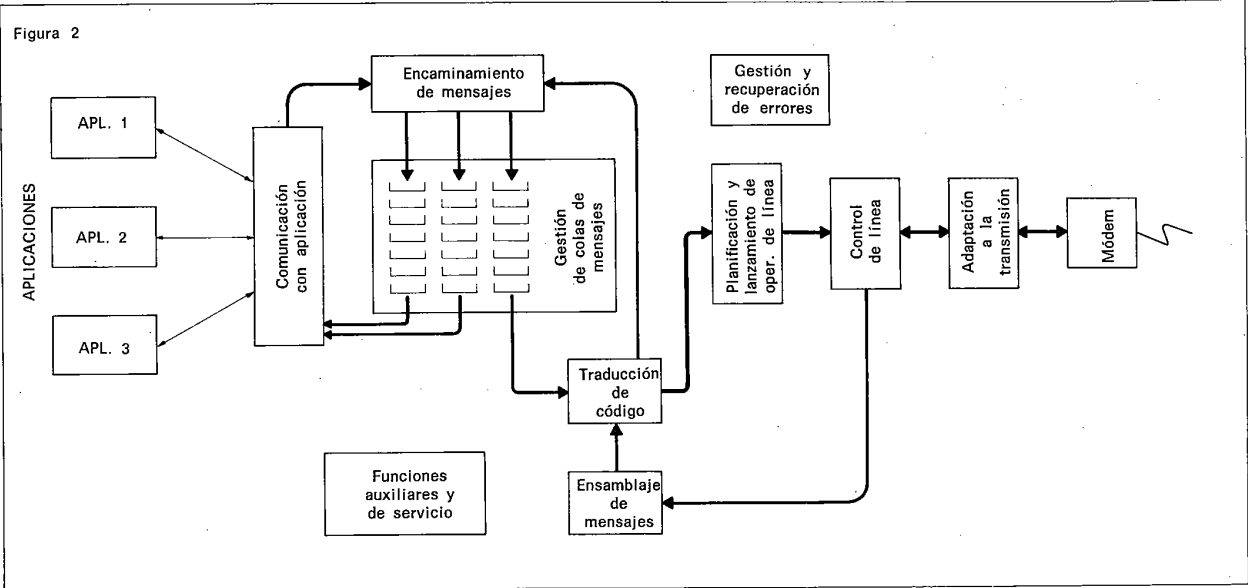 Figura 2
APLICACIONES
APL. 1
APL. 2
APL. 3
Comunicación
con aplicación
Encaminamiento
de mensajes
Gestión
de colas de
mensajes
Gestión y
recuperación
de errores
Planificación y
lanzamiento de
oper. de línea
Control
de línea
Adaptación
a la
transmisión
Módem
Traducción
de
código
Ensamblaje
de
mensajes
Funciones
auxiliares y
de servicio